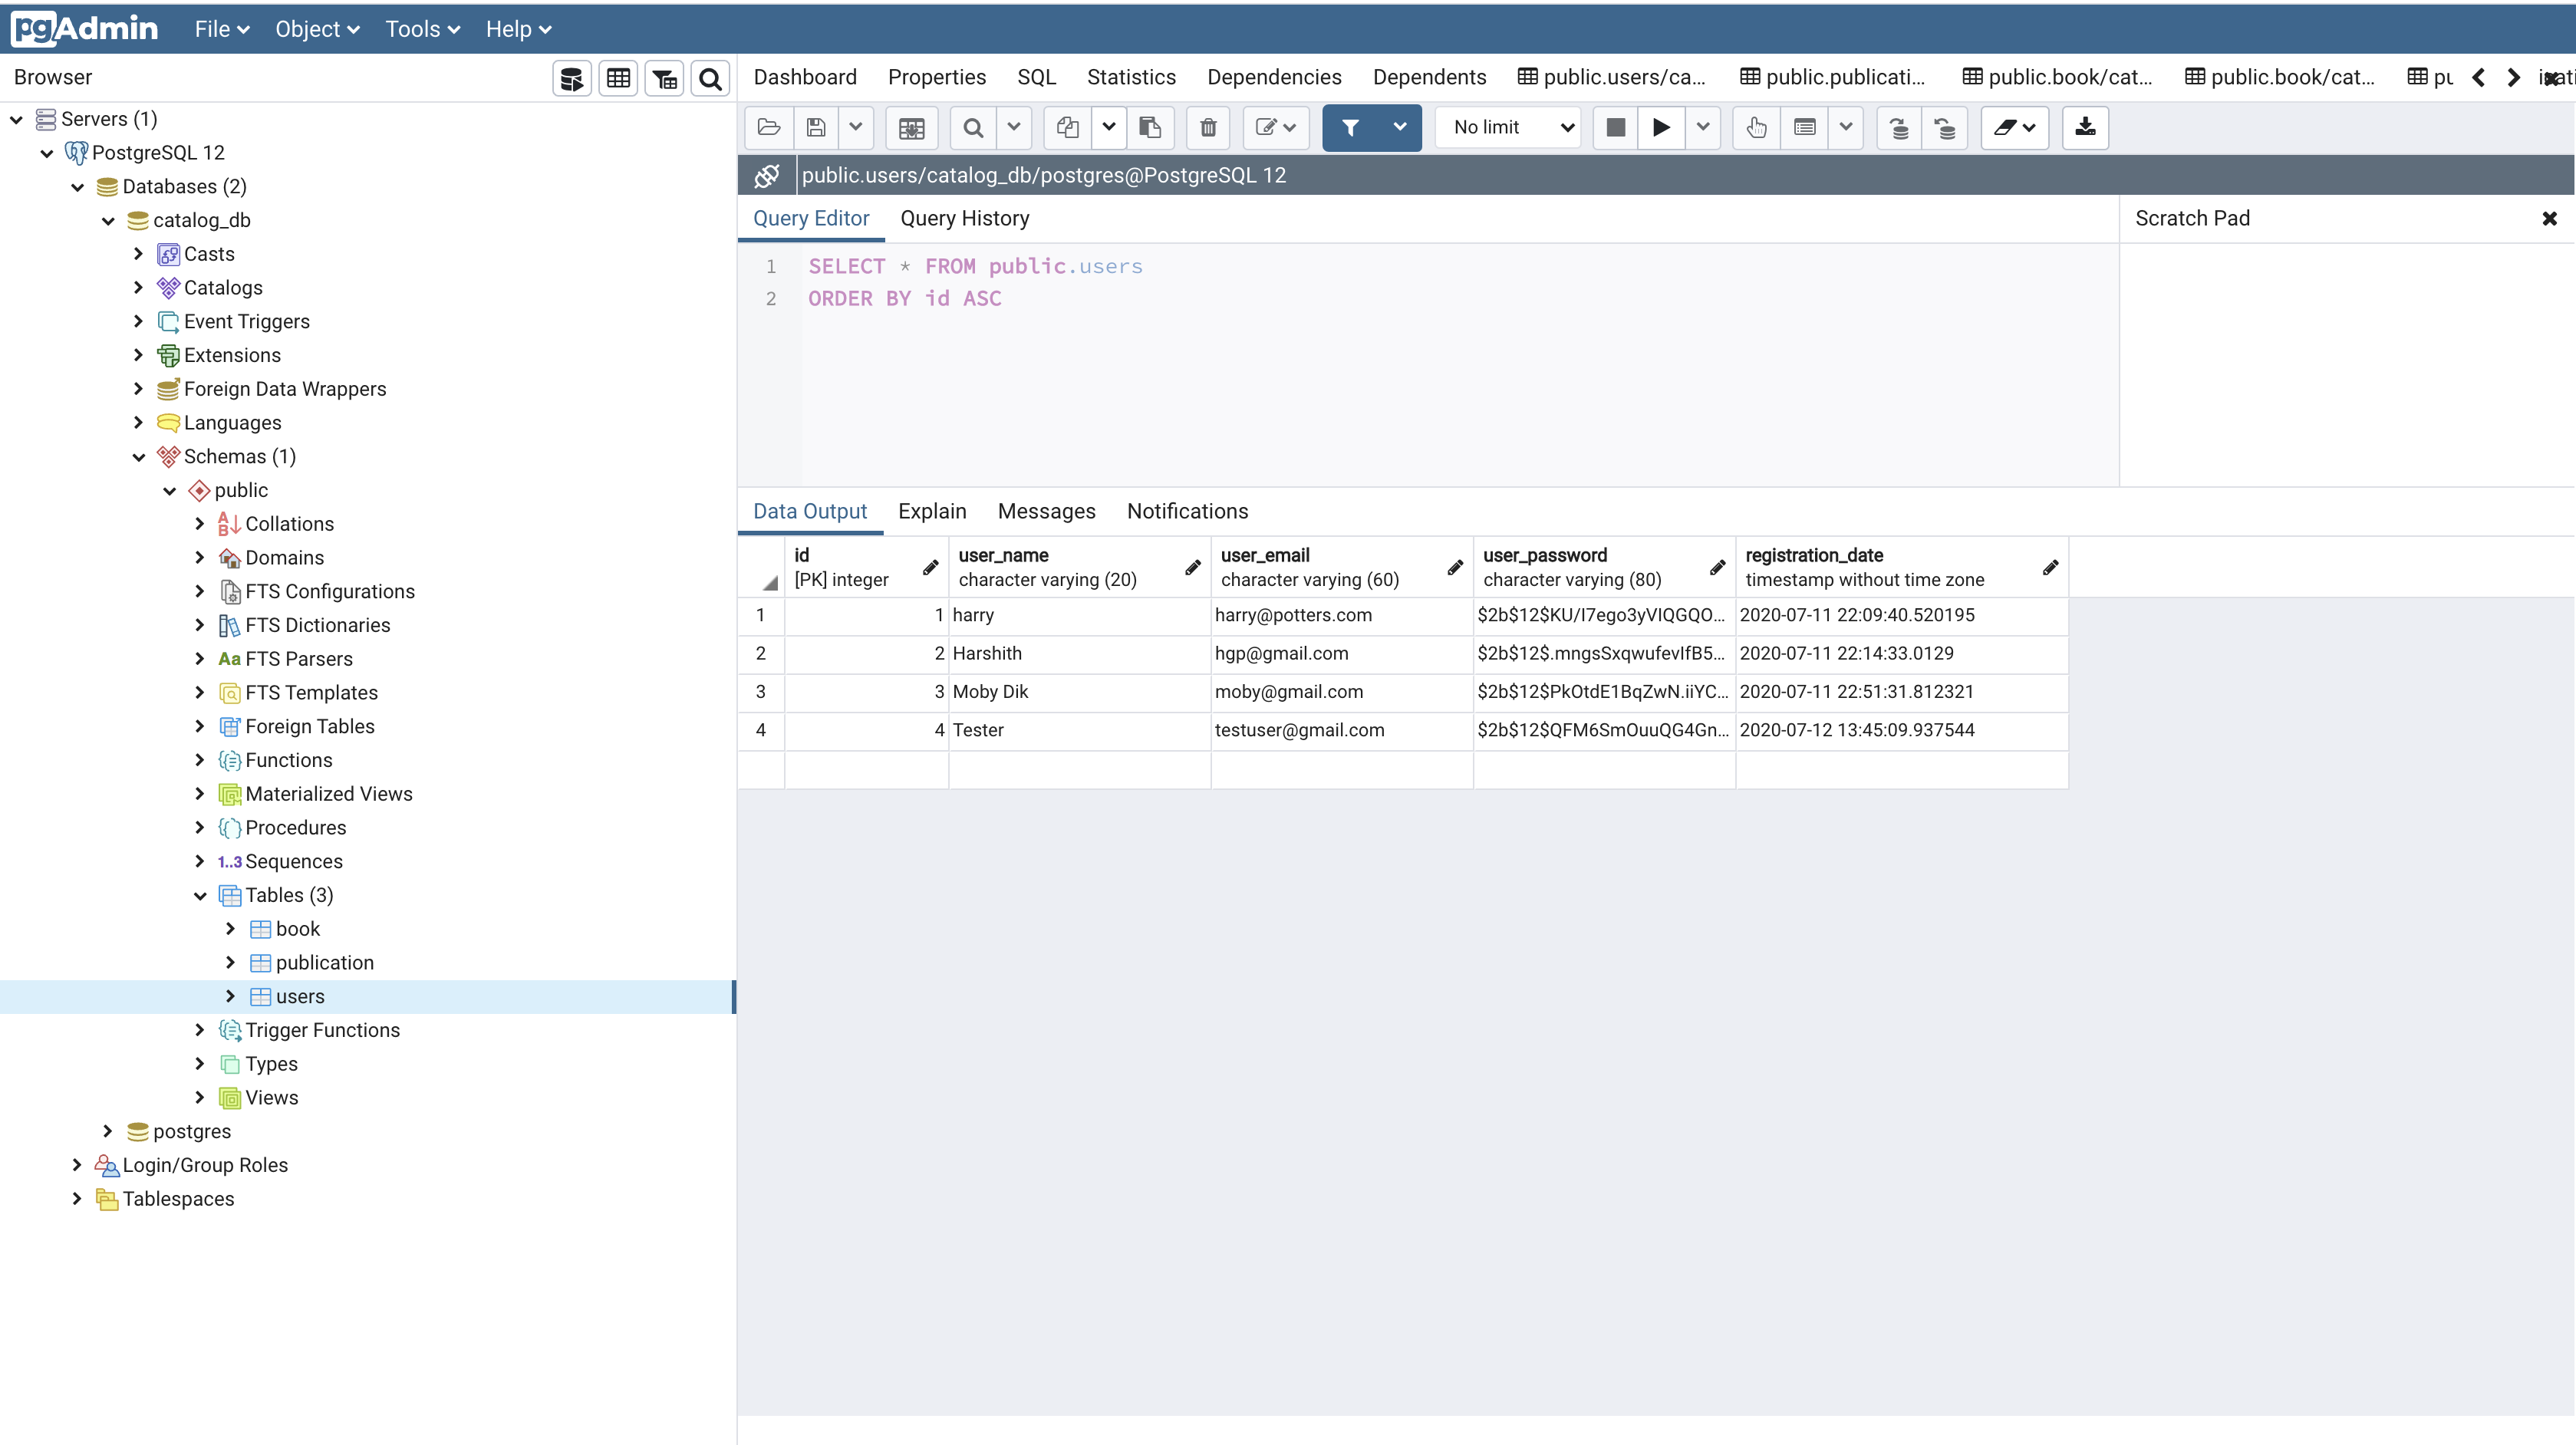 pgAdmin File Object Tools Help
Browser
Servers (1)
PostgreSQL 12
Databases (2)
catalog_db
Casts
Catalogs
Event Triggers
Extensions
Foreign Data Wrappers
Languages
Schemas (1)
public
Collations
Domains
FTS Configurations
FTS Dictionaries
Aa FTS Parsers
FTS Templates
Foreign Tables
Functions
Materialized Views
Procedures
1..3 Sequences
Tables (3)
book
publication
users
Trigger Functions
Types
Views
postgres
Login/Group Roles
Tablespaces
Dashboard Properties SQL Statistics Dependencies Dependents public.users/ca... public.publicati... public.book/cat... public.book/cat...
No limit
public.users/catalog_db/postgres@PostgreSQL 12
Query Editor Query History
Scratch Pad
1 SELECT * FROM public.users
2 ORDER BY id ASC
Data Output Explain Messages Notifications
id user_name user_email user_password registration_date
[PK] integer character varying (20) character varying (60) character varying (80) timestamp without time zone
1 1 harry harry@potters.com $2b$12$KU/I7ego3yVIQGQO... 2020-07-11 22:09:40.520195
2 2 Harshith hgp@gmail.com $2b$12$.mngsSxqwufevIfB5... 2020-07-11 22:14:33.0129
3 3 Moby Dik moby@gmail.com $2b$12$PkOtdE1BqZwN.iiYC... 2020-07-11 22:51:31.812321
4 4 Tester testuser@gmail.com $2b$12$QFM6SmOuuQG4Gn... 2020-07-12 13:45:09.937544